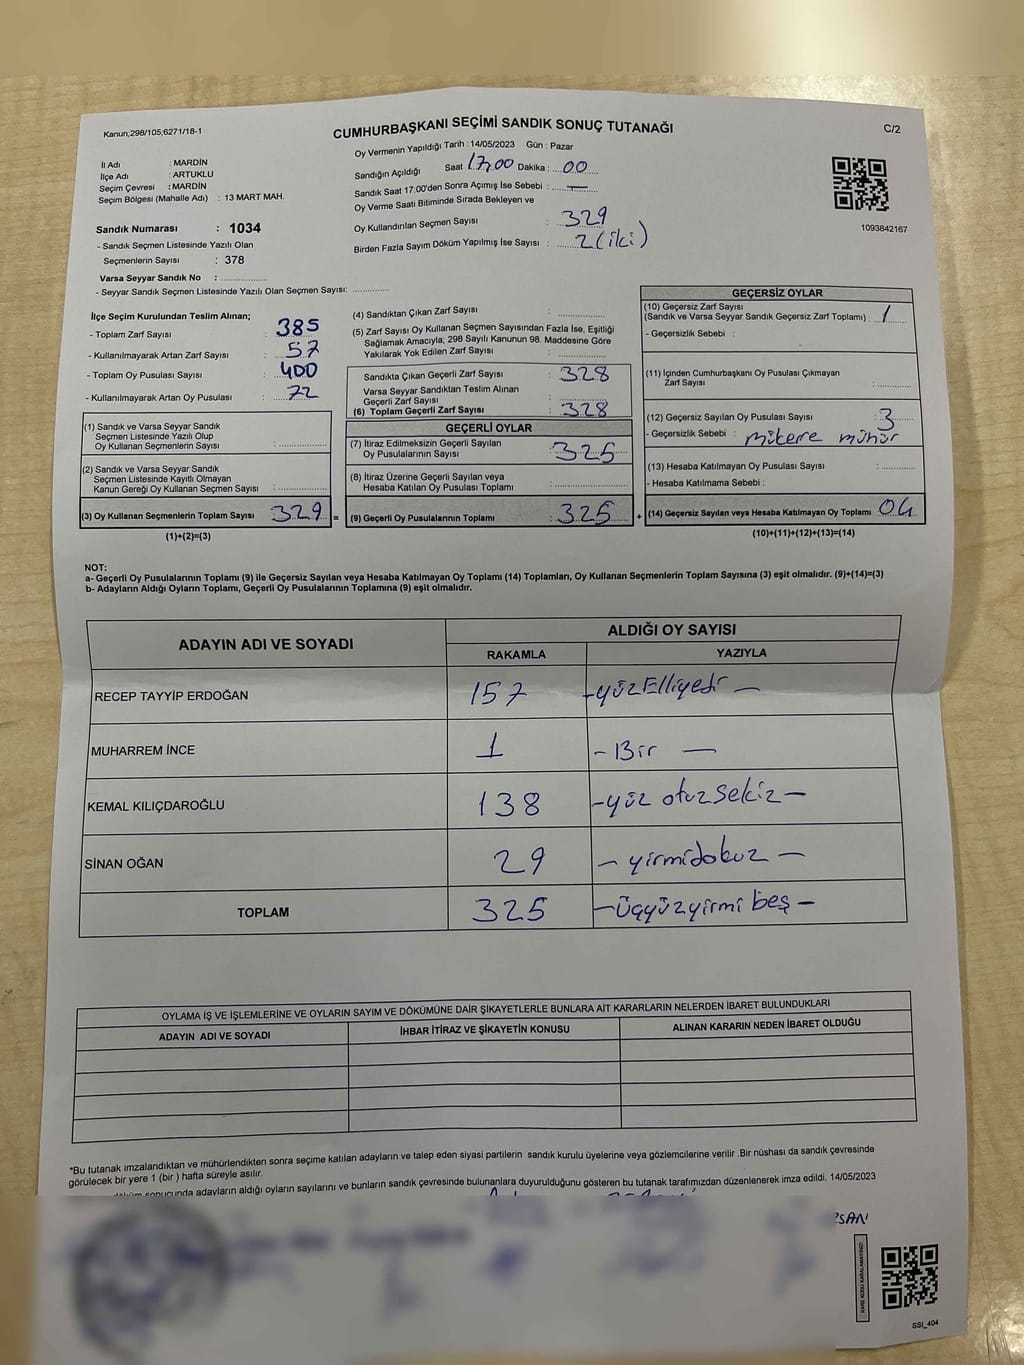 Kanun;298/105;6271/18-1
CUMHURBAŞKANI SEÇİMİ SANDIK SONUÇ TUTANAĞI
C/2
İl Adı : MARDİN
İlçe Adı : ARTUKLU
Seçim Çevresi : MARDİN
Seçim Bölgesi (Mahalle Adı) : 13 MART MAH.
Sandık Numarası : 1034
- Sandık Seçmen Listesinde Yazılı Olan
Seçmenlerin Sayısı : 378
Varsa Seyyar Sandık No :
- Seyyar Sandık Seçmen Listesinde Yazılı Olan Seçmen Sayısı:
Oy Vermenin Yapıldığı Tarih : 14/05/2023 Gün : Pazar
Sandığın Açıldığı Saat 17,00 Dakika : 00
Sandık Saat 17:00'den Sonra Açımış İse Sebebi : —
Oy Verme Saati Bitiminde Sırada Bekleyen ve
Oy Kullandırılan Seçmen Sayısı : 329
Birden Fazla Sayım Döküm Yapılmış İse Sayısı : 2 (iki)
1093842167
İlçe Seçim Kurulundan Teslim Alınan;
- Toplam Zarf Sayısı : 385
- Kullanılmayarak Artan Zarf Sayısı : 57
- Toplam Oy Pusulası Sayısı : 400
- Kullanılmayarak Artan Oy Pusulası : 72
(1) Sandık ve Varsa Seyyar Sandık
Seçmen Listesinde Yazılı Olup
Oy Kullanan Seçmenlerin Sayısı :
(2) Sandık ve Varsa Seyyar Sandık
Seçmen Listesinde Kayıtlı Olmayan
Kanun Gereği Oy Kullanan Seçmen Sayısı :
(3) Oy Kullanan Seçmenlerin Toplam Sayısı : 329 =
(1)+(2)=(3)
(4) Sandıktan Çıkan Zarf Sayısı :
(5) Zarf Sayısı Oy Kullanan Seçmen Sayısından Fazla İse, Eşitliği
Sağlamak Amacıyla; 298 Sayılı Kanunun 98. Maddesine Göre
Yakılarak Yok Edilen Zarf Sayısı :
Sandıkta Çıkan Geçerli Zarf Sayısı : 328
Varsa Seyyar Sandıktan Teslim Alınan
Geçerli Zarf Sayısı :
(6) Toplam Geçerli Zarf Sayısı : 328
GEÇERLİ OYLAR
(7) İtiraz Edilmeksizin Geçerli Sayılan
Oy Pusulalarının Sayısı : 325
(8) İtiraz Üzerine Geçerli Sayılan veya
Hesaba Katılan Oy Pusulası Toplamı :
(9) Geçerli Oy Pusulalarının Toplamı : 325 +
GEÇERSİZ OYLAR
(10) Geçersiz Zarf Sayısı
(Sandık ve Varsa Seyyar Sandık Geçersiz Zarf Toplamı) : 1
- Geçersizlik Sebebi :
(11) İçinden Cumhurbaşkanı Oy Pusulası Çıkmayan
Zarf Sayısı :
(12) Geçersiz Sayılan Oy Pusulası Sayısı : 3
- Geçersizlik Sebebi : mükere mühür
(13) Hesaba Katılmayan Oy Pusulası Sayısı :
- Hesaba Katılmama Sebebi :
(14) Geçersiz Sayılan veya Hesaba Katılmayan Oy Toplamı 04
(10)+(11)+(12)+(13)=(14)
NOT:
a- Geçerli Oy Pusulalarının Toplamı (9) ile Geçersiz Sayılan veya Hesaba Katılmayan Oy Toplamı (14) Toplamları, Oy Kullanan Seçmenlerin Toplam Sayısına (3) eşit olmalıdır. (9)+(14)=(3)
b- Adayların Aldığı Oyların Toplamı, Geçerli Oy Pusulalarının Toplamına (9) eşit olmalıdır.
ADAYIN ADI VE SOYADI
ALDIĞI OY SAYISI
RAKAMLA YAZIYLA
RECEP TAYYİP ERDOĞAN 157 -yüzElliyedi —
MUHARREM İNCE 1 - Bir —
KEMAL KILIÇDAROĞLU 138 -yüz otuzsekiz -
SİNAN OĞAN 29 - yirmidokuz -
TOPLAM 325 -Üçyüzyirmi beş -
OYLAMA İŞ VE İŞLEMLERİNE VE OYLARIN SAYIM VE DÖKÜMÜNE DAİR ŞİKAYETLERLE BUNLARA AİT KARARLARIN NELERDEN İBARET BULUNDUKLARI
ADAYIN ADI VE SOYADI İHBAR İTİRAZ VE ŞİKAYETİN KONUSU ALINAN KARARIN NEDEN İBARET OLDUĞU
*Bu tutanak imzalandıktan ve mühürlendikten sonra seçime katılan adayların ve talep eden siyasi partilerin sandık kurulu üyelerine veya gözlemcilerine verilir .Bir nüshası da sandık çevresinde
görülecek bir yere 1 (bir ) hafta süreyle asılır.
sonucunda adayların aldığı oyların sayılarını ve bunların sandık çevresinde bulunanlara duyurulduğunu gösteren bu tutanak tarafımızdan düzenlenerek imza edildi. 14/05/2023
KARE KODU KARALAMAYINIZ!
SSI_404